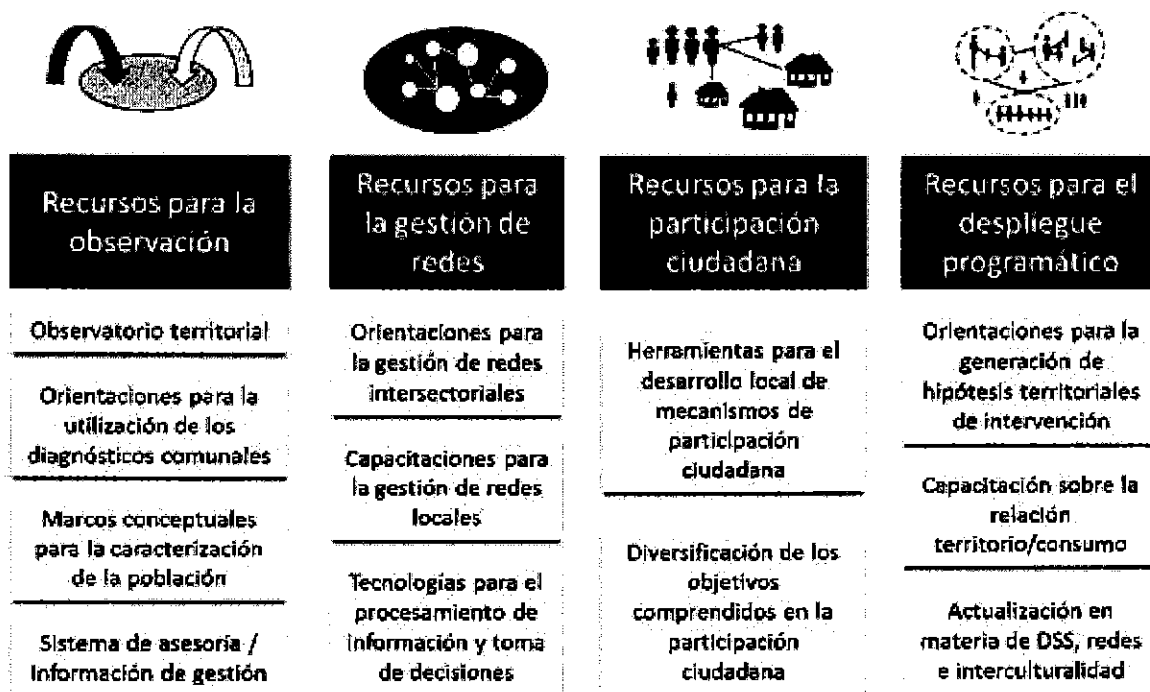 Recursos para la
observación
Observatorio territorial
Orientaciones para la
utilización de los
diagnósticos comunales
Marcos conceptuales
para la caracterización
de la población
Sistema de asesoría /
Información de gestión
Recursos para
la gestión de
redes
Orientaciones para
la gestión de redes
intersectoriales
Capacitaciones para
la gestión de redes
locales
Tecnologías para el
procesamiento de
información y toma
de decisiones
Recursos para la
participación
ciudadana
Herramientas para el
desarrollo local de
mecanismos de
participación
ciudadana
Diversificación de los
objetivos
comprendidos en la
participación
ciudadana
Recursos para el
despliegue
programático
Orientaciones para la
generación de
hipótesis territoriales
de intervención
Capacitación sobre la
relación
territorio/consumo
Actualización en
materia de DSS, redes
e interculturalidad